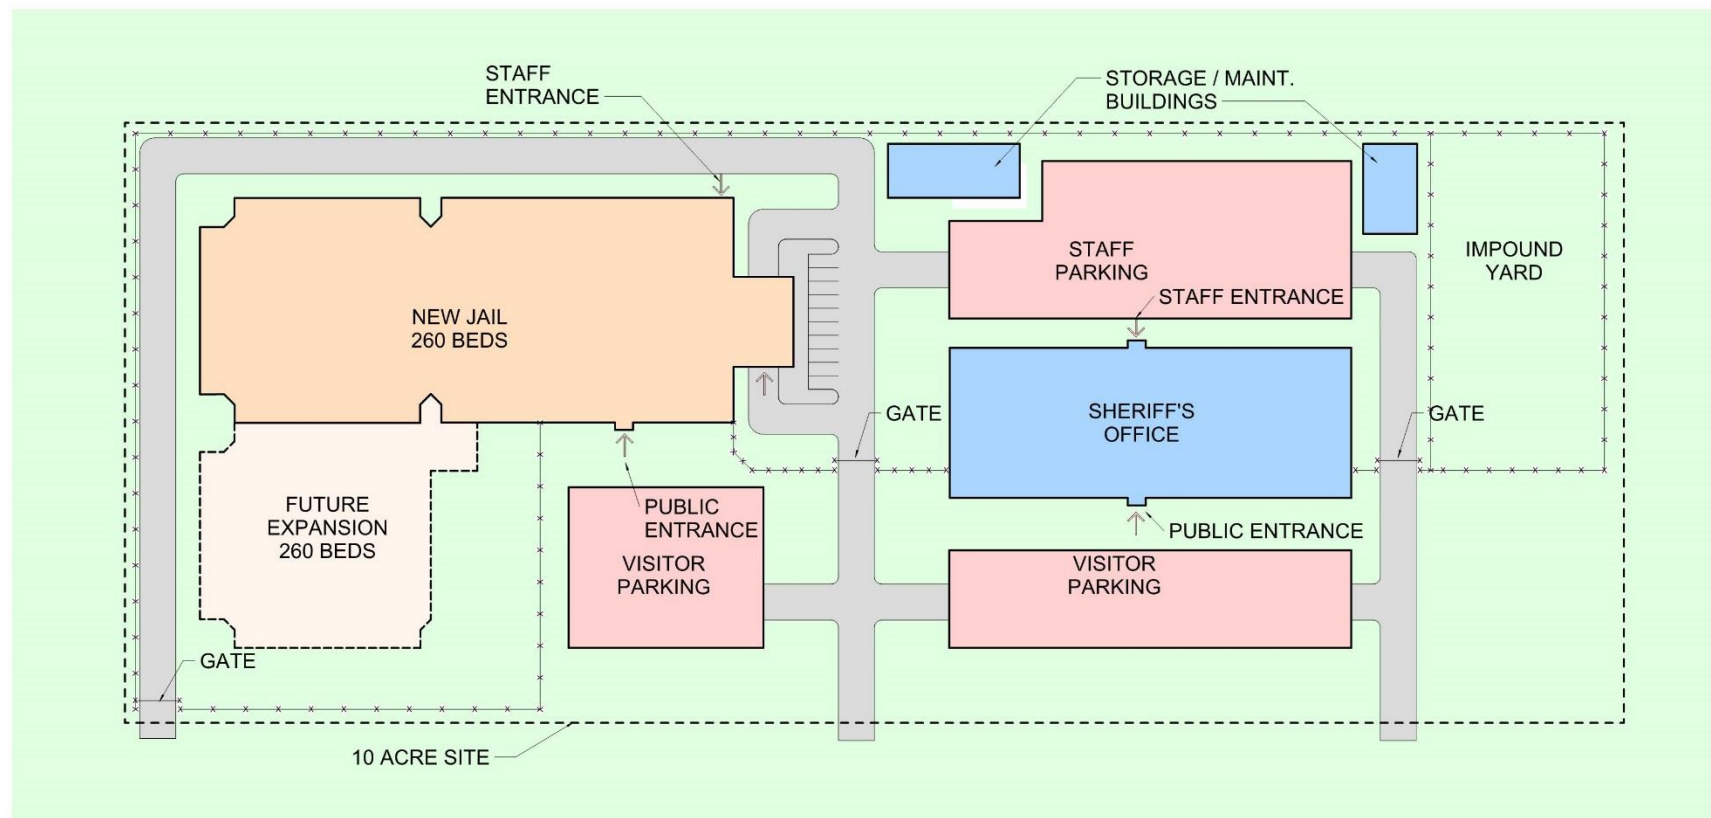 STAFF
ENTRANCE
STORAGE / MAINT.
BUILDINGS
STAFF
PARKING
IMPOUND
YARD
STAFF ENTRANCE
NEW JAIL
260 BEDS
GATE
SHERIFF'S
OFFICE
GATE
FUTURE
EXPANSION
260 BEDS
PUBLIC
ENTRANCE
PUBLIC ENTRANCE
VISITOR
PARKING
VISITOR
PARKING
GATE
10 ACRE SITE